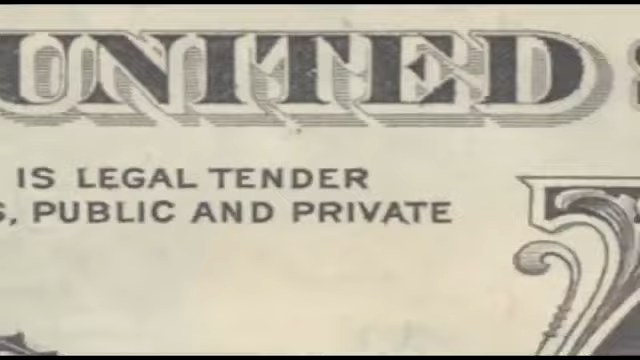 UNITED
IS LEGAL TENDER
, PUBLIC AND PRIVATE